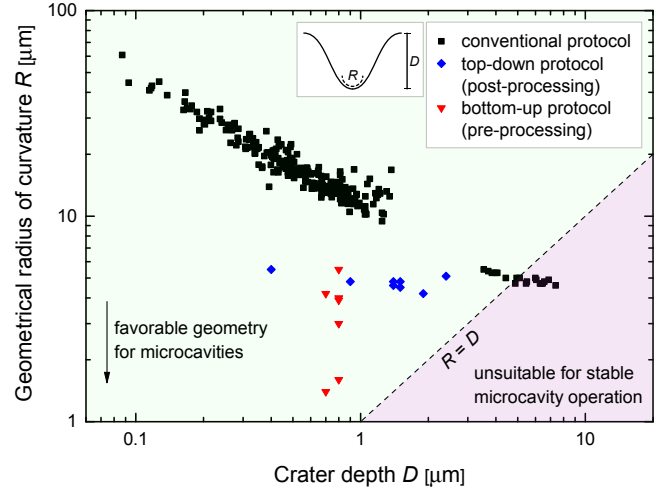 Geometrical radius of curvature R [μm]
100
10
1
0.1
1
10
Crater depth D [μm]
R
D
conventional protocol
top-down protocol
(post-processing)
bottom-up protocol
(pre-processing)
favorable geometry
for microcavities
R = D
unsuitable for stable
microcavity operation